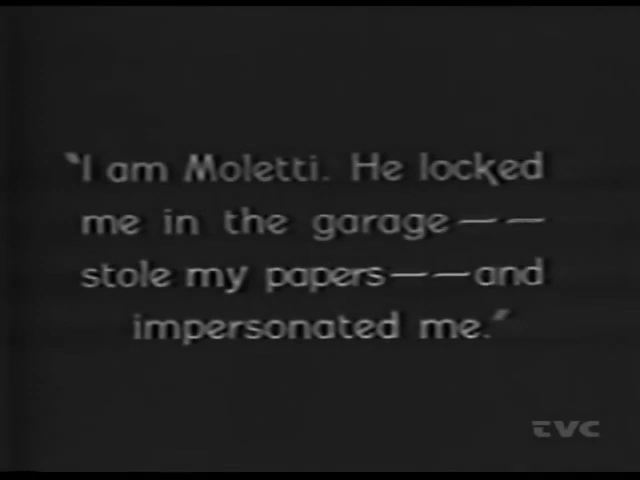 "I am Moletti. He locked
me in the garage——
stole my papers——and
impersonated me."
TVC